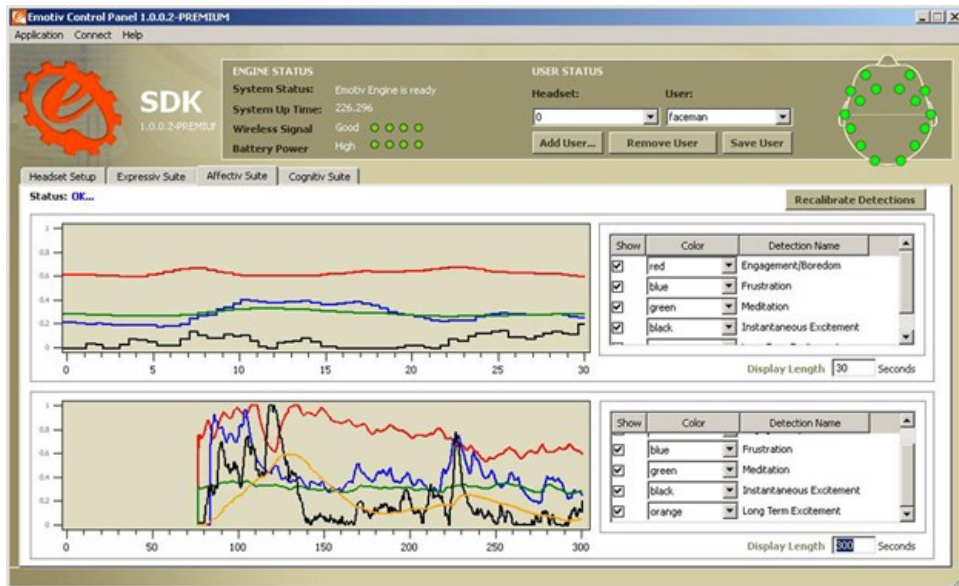 Emotiv Control Panel 1.0.0.2-PREMIUM
Application Connect Help
SDK
1.0.0.2-PREMIU
ENGINE STATUS
System Status: Emotiv Engine is ready
System Up Time: 226.296
Wireless Signal Good
Battery Power High
USER STATUS
Headset: User:
0 faceman
Add User... Remove User Save User
Headset Setup Expressiv Suite Affectiv Suite Cognitiv Suite
Status: OK...
Recalibrate Detections
1
0.8
0.6
0.4
0.2
0
0 5 10 15 20 25 30
Show Color Detection Name
red Engagement/Boredom
blue Frustration
green Meditation
black Instantaneous Excitement
Display Length 30 Seconds
1
0.8
0.6
0.4
0.2
0
0 50 100 150 200 250 300
Show Color Detection Name
blue Frustration
green Meditation
black Instantaneous Excitement
orange Long Term Excitement
Display Length 300 Seconds